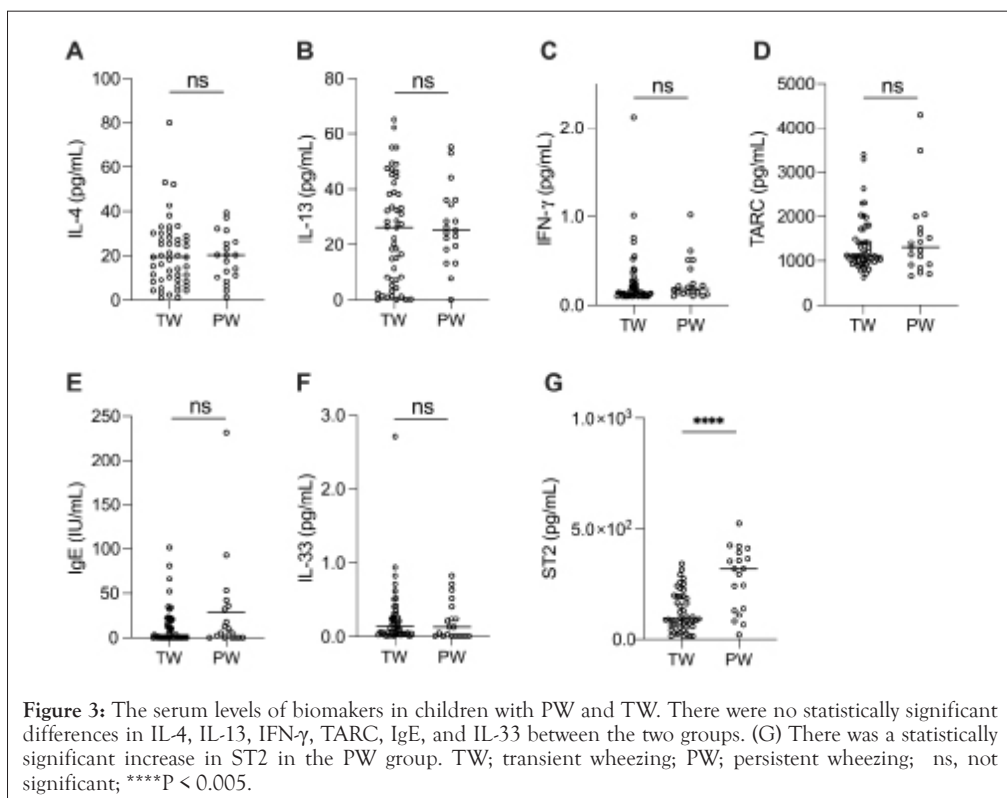 A
B
C
D
ns
ns
ns
ns
100
80
60
40
20
0
IL-4 (pg/mL)
TW PW
80
60
40
20
0
IL-13 (pg/mL)
TW PW
2.0
1.0
0.0
IFN-γ (pg/mL)
TW PW
5000
4000
3000
2000
1000
0
TARC (pg/mL)
TW PW
E
F
G
ns
ns
****
250
200
150
100
50
0
IgE (IU/mL)
TW PW
3.0
2.0
1.0
0.0
IL-33 (pg/mL)
TW PW
1.0×10³
5.0×10²
0.0
ST2 (pg/mL)
TW PW
Figure 3: The serum levels of biomakers in children with PW and TW. There were no statistically significant
differences in IL-4, IL-13, IFN-γ, TARC, IgE, and IL-33 between the two groups. (G) There was a statistically
significant increase in ST2 in the PW group. TW; transient wheezing; PW; persistent wheezing; ns, not
significant; ****P < 0.005.